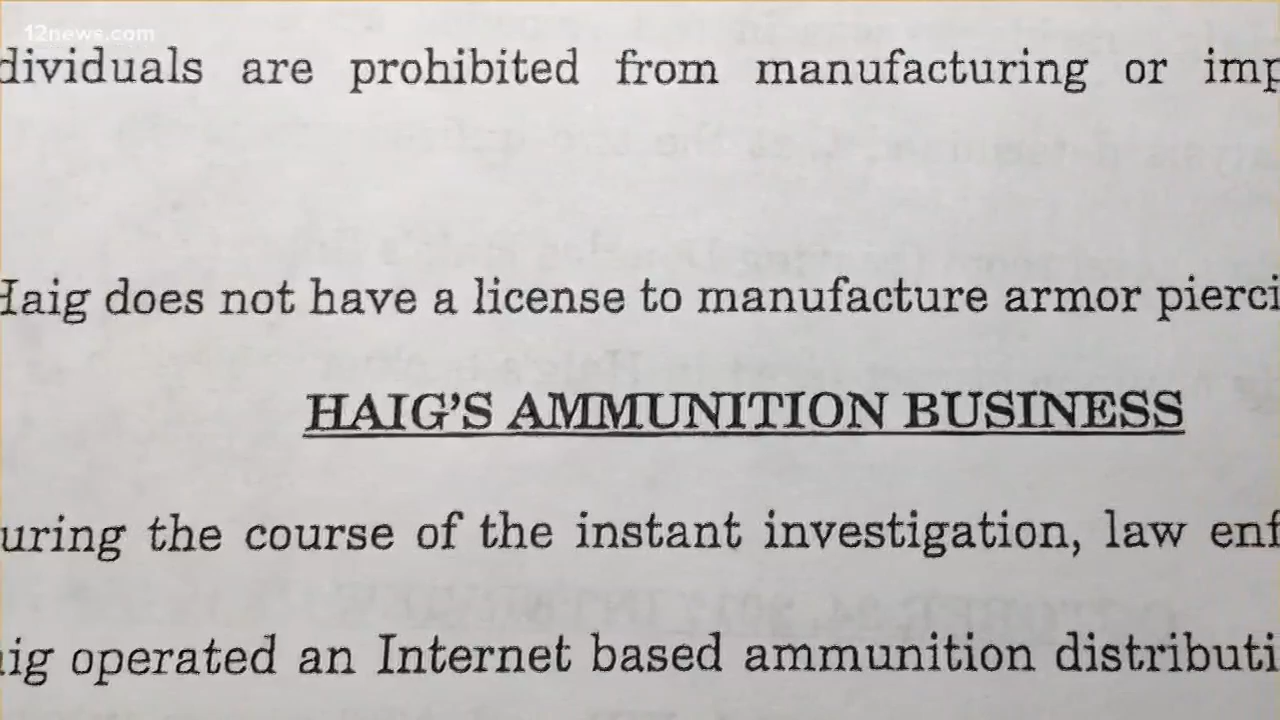 12news.com
dividuals are prohibited from manufacturing or imp
Haig does not have a license to manufacture armor pierci
HAIG'S AMMUNITION BUSINESS
uring the course of the instant investigation, law enf
ig operated an Internet based ammunition distributi